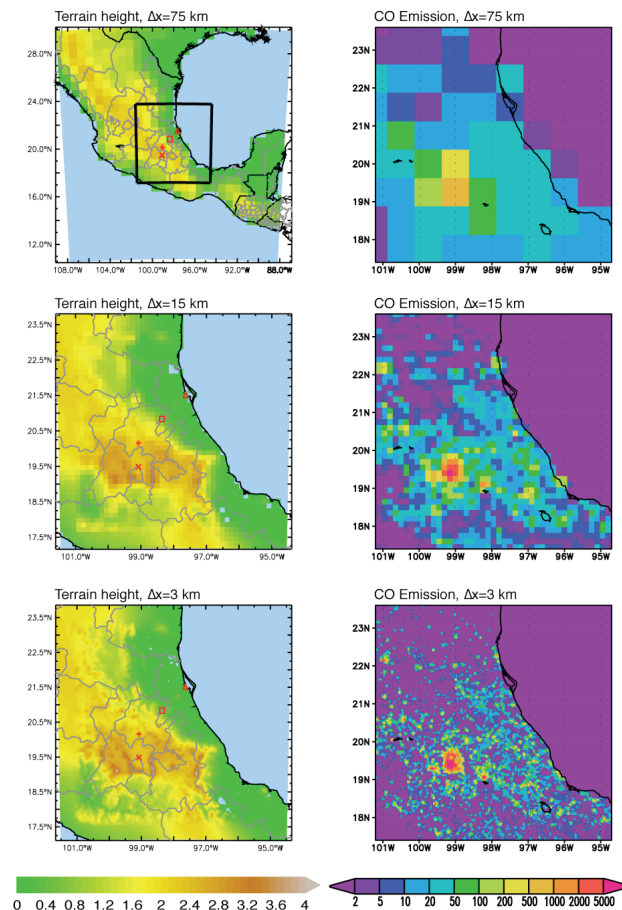 Terrain height, Δx=75 km
CO Emission, Δx=75 km
28.0°N
24.0°N
20.0°N
16.0°N
12.0°N
108.0°W 104.0°W 100.0°W 96.0°W 92.0°W 88.0°W
23N
22N
21N
20N
19N
18N
101W 100W 99W 98W 97W 96W 95W
Terrain height, Δx=15 km
CO Emission, Δx=15 km
23.5°N
22.5°N
21.5°N
20.5°N
19.5°N
18.5°N
17.5°N
101.0°W 99.0°W 97.0°W 95.0°W
23N
22N
21N
20N
19N
18N
101W 100W 99W 98W 97W 96W 95W
Terrain height, Δx=3 km
CO Emission, Δx=3 km
23.5°N
22.5°N
21.5°N
20.5°N
19.5°N
18.5°N
17.5°N
101.0°W 99.0°W 97.0°W 95.0°W
23N
22N
21N
20N
19N
18N
101W 100W 99W 98W 97W 96W 95W
0 0.4 0.8 1.2 1.6 2 2.4 2.8 3.2 3.6 4
2 5 10 20 50 100 200 500 1000 2000 5000